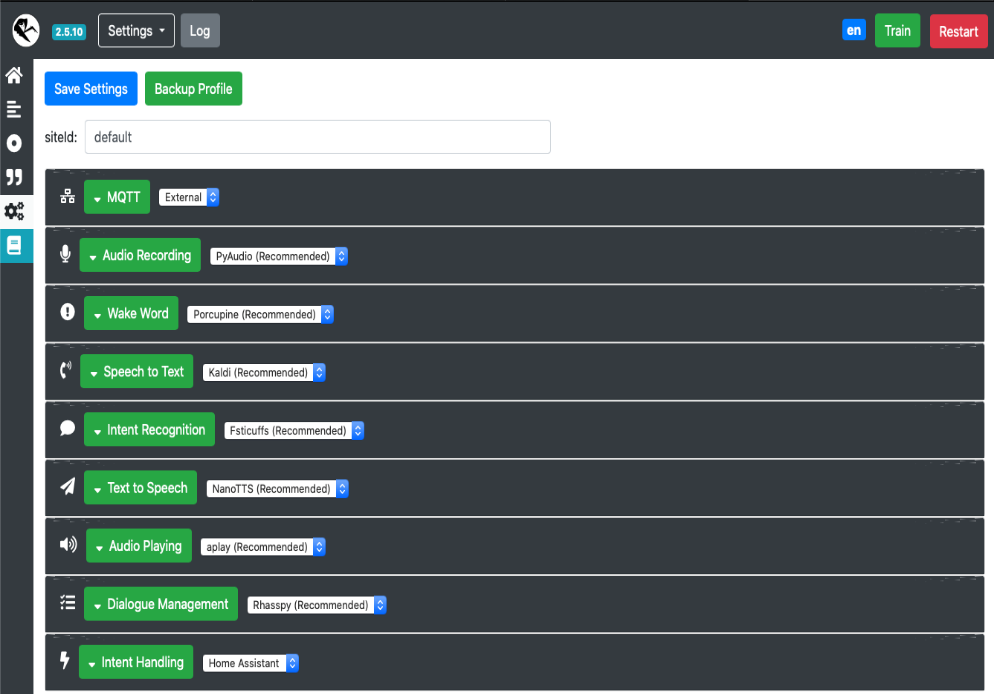 2.5.10 Settings Log en Train Restart
Save Settings Backup Profile
siteId: default
MQTT External
Audio Recording PyAudio (Recommended)
Wake Word Porcupine (Recommended)
Speech to Text Kaldi (Recommended)
Intent Recognition Fsticuffs (Recommended)
Text to Speech NanoTTS (Recommended)
Audio Playing aplay (Recommended)
Dialogue Management Rhasspy (Recommended)
Intent Handling Home Assistant